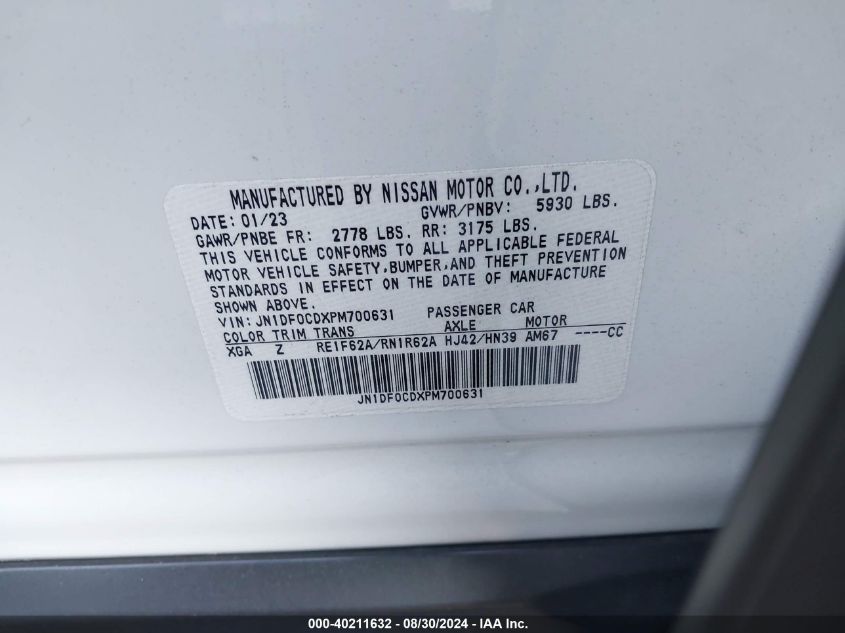 MANUFACTURED BY NISSAN MOTOR CO.,LTD.
DATE: 01/23 GVWR/PNBV: 5930 LBS.
GAWR/PNBE FR: 2778 LBS. RR: 3175 LBS.
THIS VEHICLE CONFORMS TO ALL APPLICABLE FEDERAL
MOTOR VEHICLE SAFETY,BUMPER,AND THEFT PREVENTION
STANDARDS IN EFFECT ON THE DATE OF MANUFACTURE
SHOWN ABOVE.
VIN: JN1DF0CDXPM700631 PASSENGER CAR
COLOR TRIM TRANS AXLE MOTOR
XGA Z RE1F62A/RN1R62A HJ42/HN39 AM67 ----CC
JN1DF0CDXPM700631
000-40211632 - 08/30/2024 - IAA Inc.